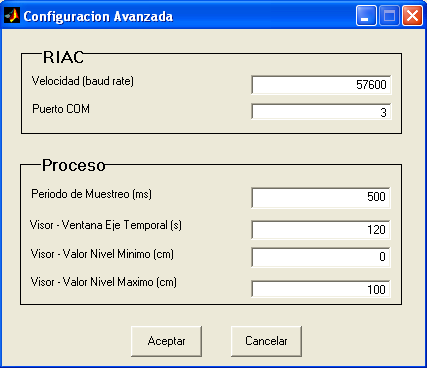 Configuracion Avanzada
RIAC
Velocidad (baud rate) 57600
Puerto COM 3
Proceso
Periodo de Muestreo (ms) 500
Visor - Ventana Eje Temporal (s) 120
Visor - Valor Nivel Minimo (cm) 0
Visor - Valor Nivel Maximo (cm) 100
Aceptar Cancelar